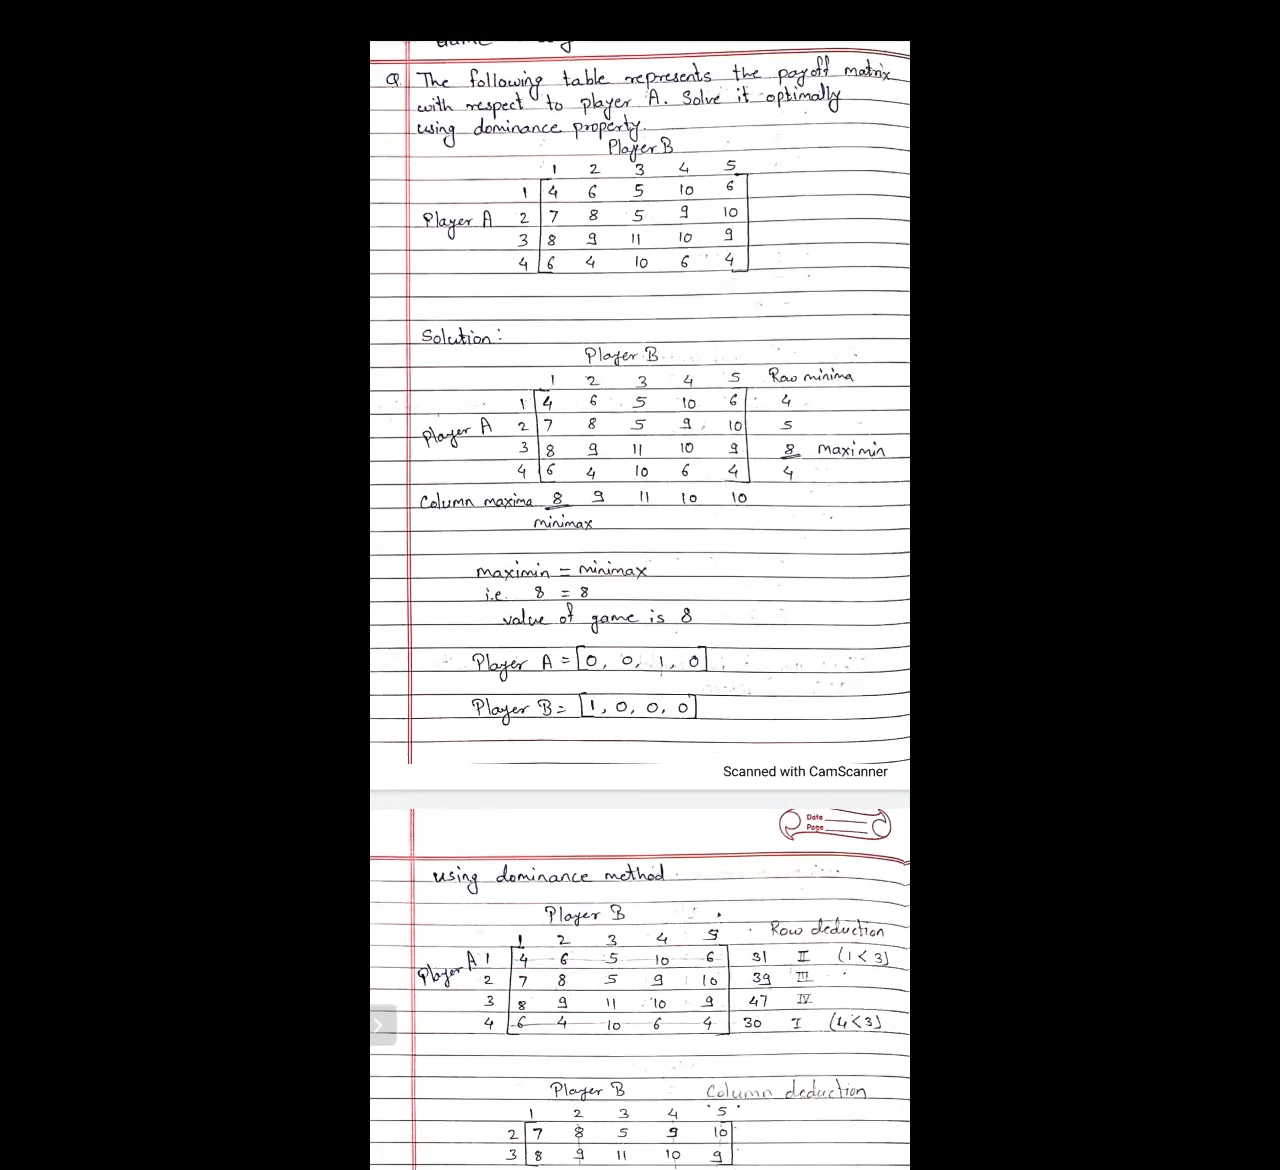 Q. The following table represents the payoff matrix
with respect to player A. Solve it optimally
using dominance property.
Player B
1 2 3 4 5
1 4 6 5 10 6
Player A 2 7 8 5 9 10
3 8 9 11 10 9
4 6 4 10 6 4
Solution:
Player B
1 2 3 4 5 Row minima
1 4 6 5 10 6 4
Player A 2 7 8 5 9 10 5
3 8 9 11 10 9 8 maximin
4 6 4 10 6 4 4
Column maxima 8 9 11 10 10
minimax
maximin = minimax
i.e. 8 = 8
value of game is 8
Player A = [0, 0, 1, 0]
Player B = [1, 0, 0, 0]
Scanned with CamScanner
Date
Page
using dominance method.
Player B
1 2 3 4 5 Row deduction
Player A 1 4 6 5 10 6 31 II (1<3)
2 7 8 5 9 10 39 III
3 8 9 11 10 9 47 IV
4 6 4 10 6 4 30 I (4<3)
Player B Column deduction
1 2 3 4 5
2 7 8 5 9 10
3 8 9 11 10 9